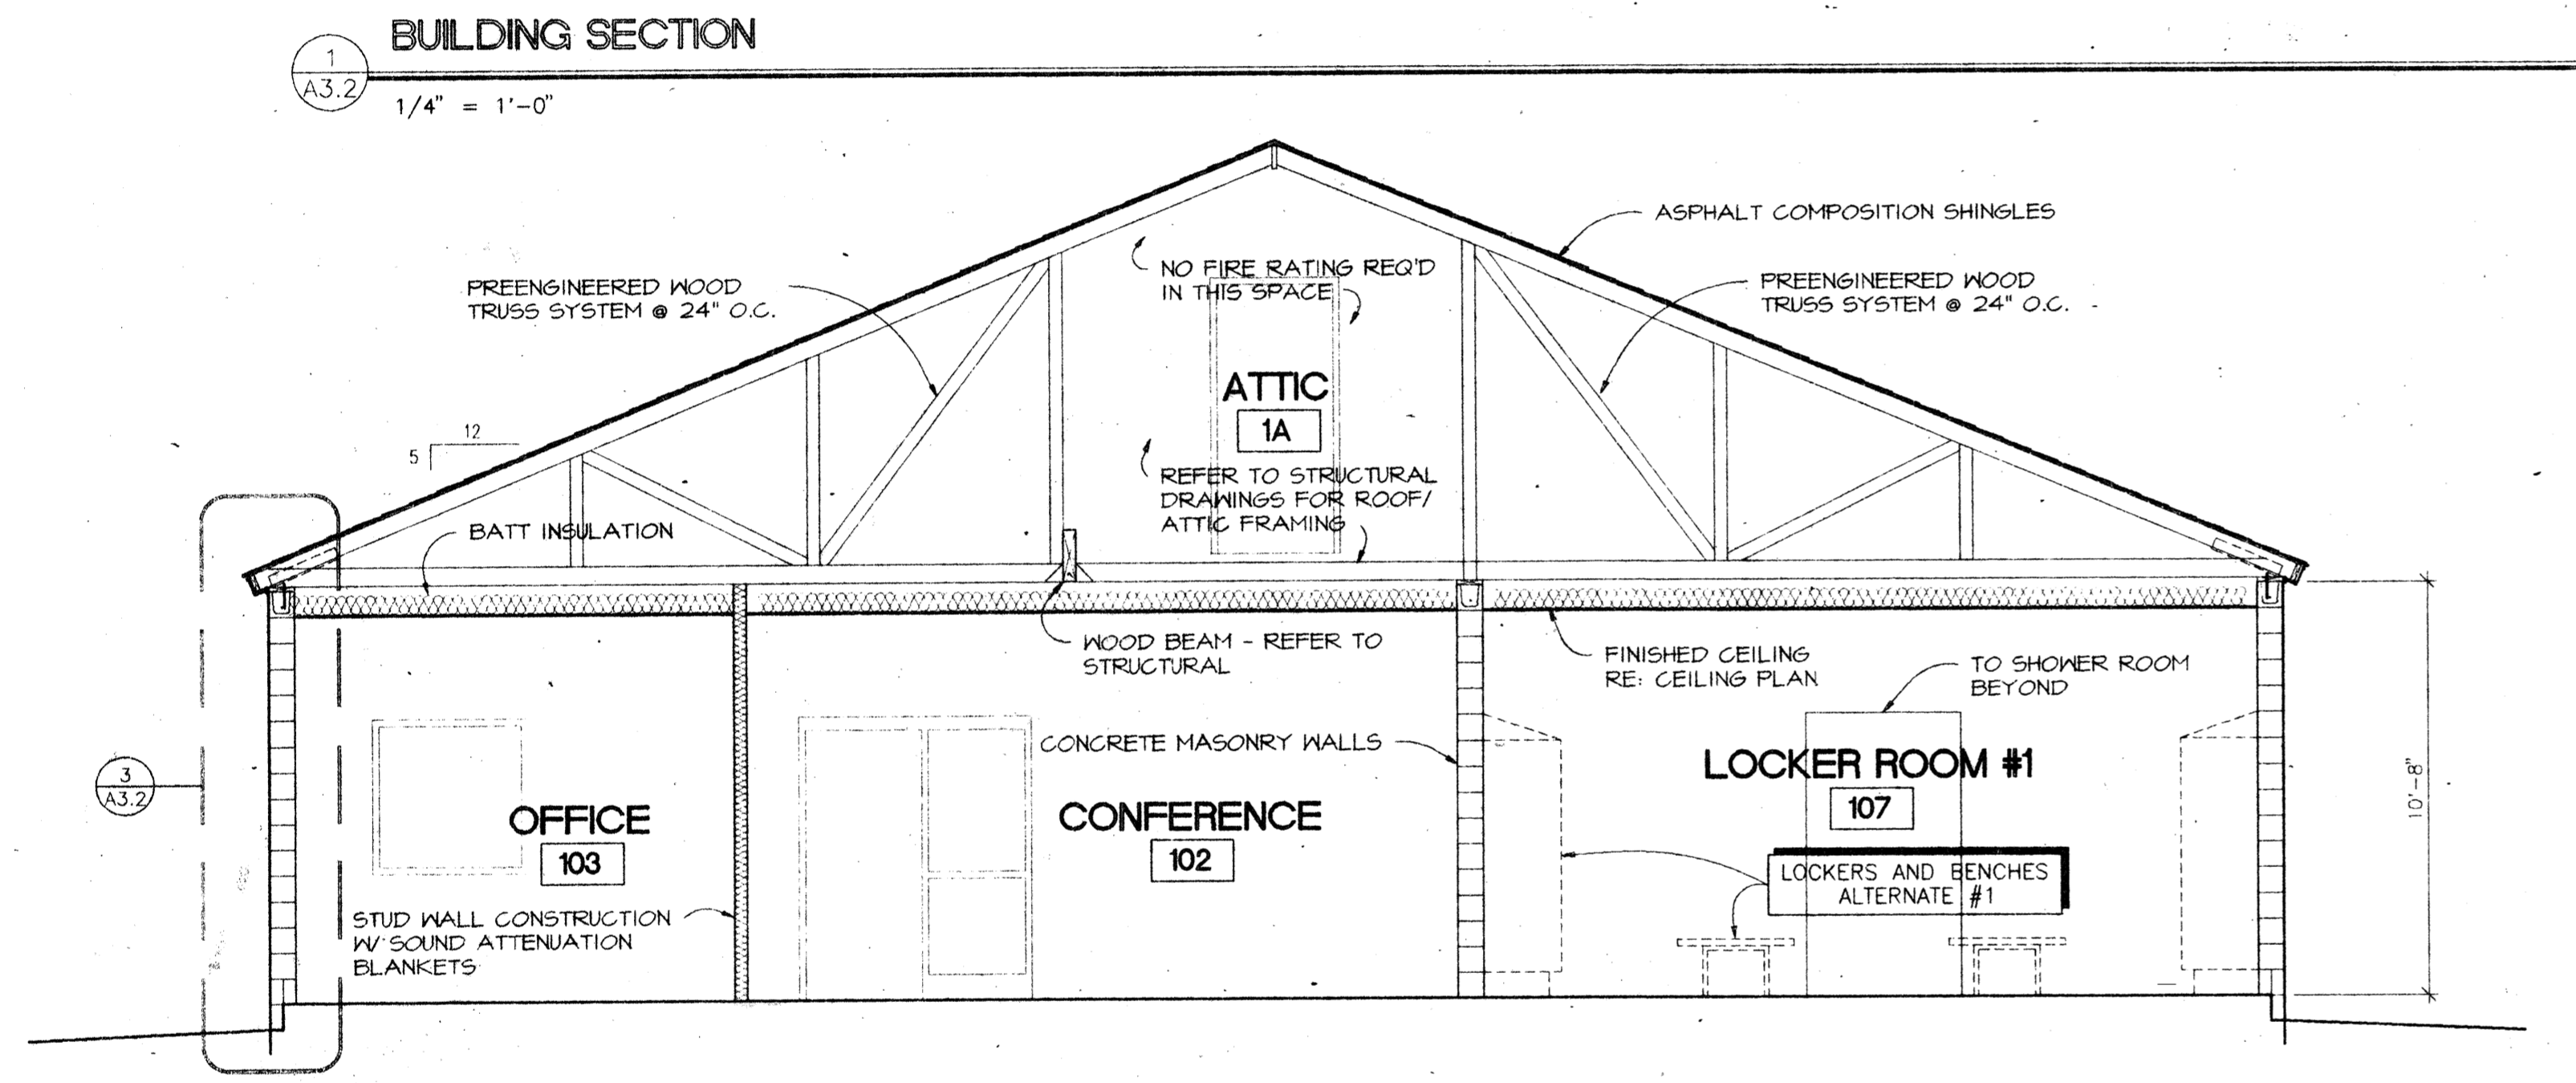 BUILDING SECTION
1
A3.2
1/4" = 1'-0"
ASPHALT COMPOSITION SHINGLES
NO FIRE RATING REQ'D
IN THIS SPACE
PREENGINEERED WOOD
TRUSS SYSTEM @ 24" O.C.
PREENGINEERED WOOD
TRUSS SYSTEM @ 24" O.C.
ATTIC
1A
12
5
REFER TO STRUCTURAL
DRAWINGS FOR ROOF/
ATTIC FRAMING
BATT INSULATION
WOOD BEAM - REFER TO
STRUCTURAL
FINISHED CEILING
RE: CEILING PLAN
TO SHOWER ROOM
BEYOND
CONCRETE MASONRY WALLS
LOCKER ROOM #1
107
10'-8"
3
A3.2
OFFICE
103
CONFERENCE
102
LOCKERS AND BENCHES
ALTERNATE #1
STUD WALL CONSTRUCTION
W/ SOUND ATTENUATION
BLANKETS